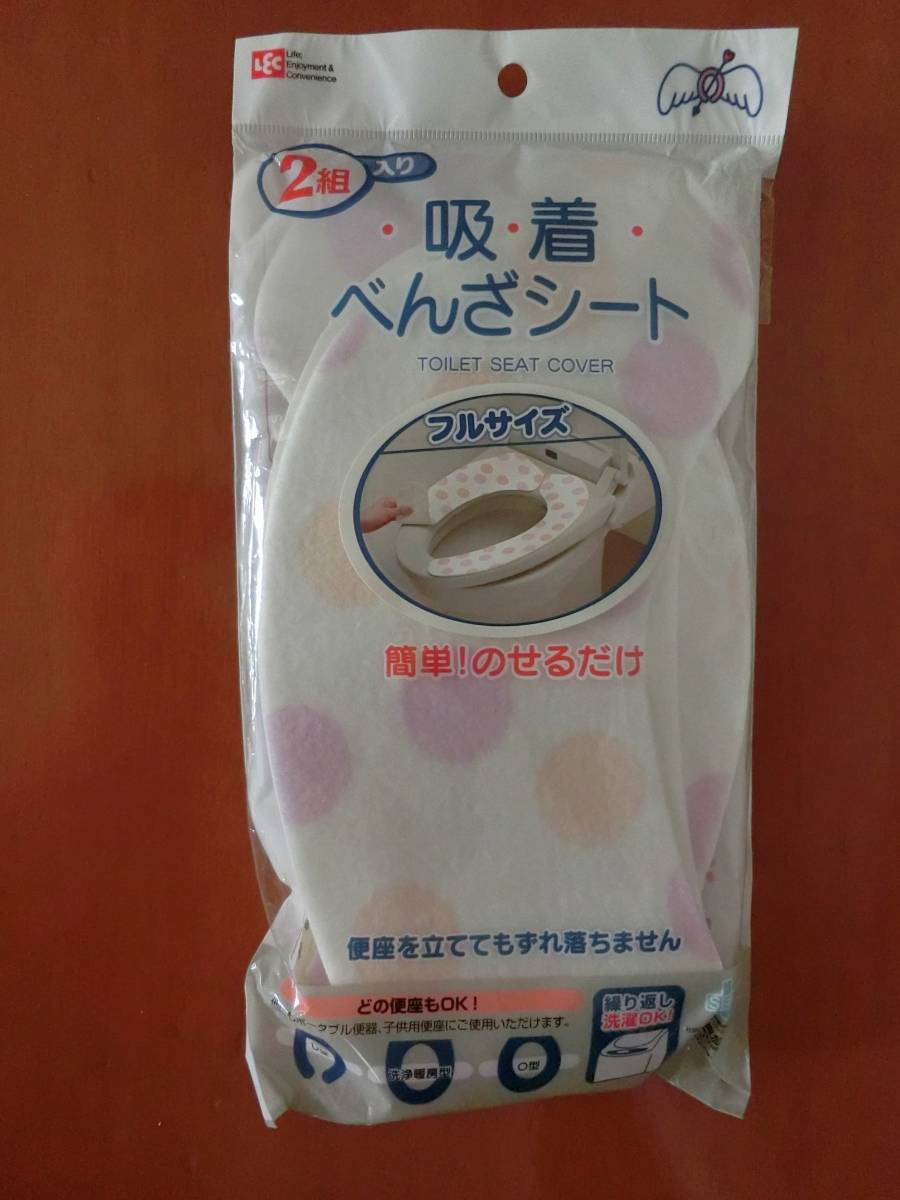 LEC
Life;
Enjoyment &
Convenience
2組入り
・吸・着・
べんざシート
TOILET SEAT COVER
フルサイズ
簡単!のせるだけ
便座を立ててもずれ落ちません
どの便座もOK!
タブル便器、子供用便座にご使用いただけます。
洗浄暖房型
O型
繰り返し
洗濯OK!